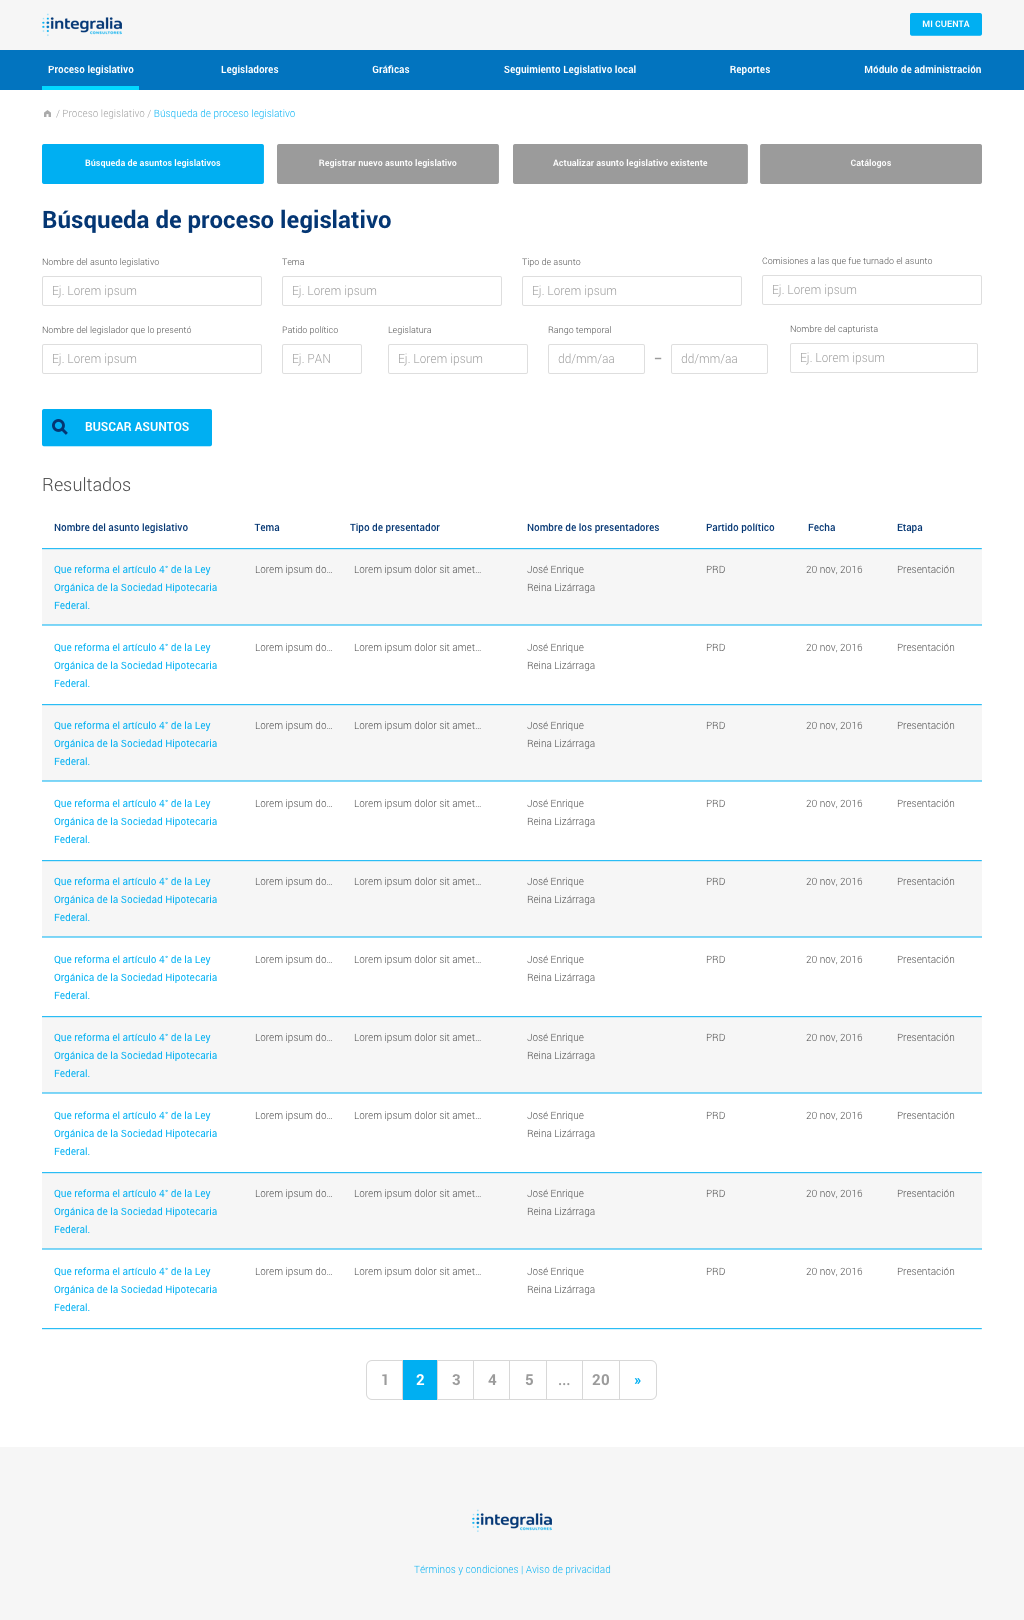 integralia
CONSULTORES
MI CUENTA
Proceso legislativo Legisladores Gráficas Seguimiento Legislativo local Reportes Módulo de administración
/ Proceso legislativo / Búsqueda de proceso legislativo
Búsqueda de asuntos legislativos Registrar nuevo asunto legislativo Actualizar asunto legislativo existente Catálogos
Búsqueda de proceso legislativo
Nombre del asunto legislativo Tema Tipo de asunto Comisiones a las que fue turnado el asunto
Ej. Lorem ipsum Ej. Lorem ipsum Ej. Lorem ipsum Ej. Lorem ipsum
Nombre del legislador que lo presentó Patido político Legislatura Rango temporal Nombre del capturista
Ej. Lorem ipsum Ej. PAN Ej. Lorem ipsum dd/mm/aa – dd/mm/aa Ej. Lorem ipsum
BUSCAR ASUNTOS
Resultados
Nombre del asunto legislativo Tema Tipo de presentador Nombre de los presentadores Partido político Fecha Etapa
Que reforma el artículo 4° de la Ley Lorem ipsum do... Lorem ipsum dolor sit amet... José Enrique PRD 20 nov, 2016 Presentación
Orgánica de la Sociedad Hipotecaria Reina Lizárraga
Federal.
Que reforma el artículo 4° de la Ley Lorem ipsum do... Lorem ipsum dolor sit amet... José Enrique PRD 20 nov, 2016 Presentación
Orgánica de la Sociedad Hipotecaria Reina Lizárraga
Federal.
Que reforma el artículo 4° de la Ley Lorem ipsum do... Lorem ipsum dolor sit amet... José Enrique PRD 20 nov, 2016 Presentación
Orgánica de la Sociedad Hipotecaria Reina Lizárraga
Federal.
Que reforma el artículo 4° de la Ley Lorem ipsum do... Lorem ipsum dolor sit amet... José Enrique PRD 20 nov, 2016 Presentación
Orgánica de la Sociedad Hipotecaria Reina Lizárraga
Federal.
Que reforma el artículo 4° de la Ley Lorem ipsum do... Lorem ipsum dolor sit amet... José Enrique PRD 20 nov, 2016 Presentación
Orgánica de la Sociedad Hipotecaria Reina Lizárraga
Federal.
Que reforma el artículo 4° de la Ley Lorem ipsum do... Lorem ipsum dolor sit amet... José Enrique PRD 20 nov, 2016 Presentación
Orgánica de la Sociedad Hipotecaria Reina Lizárraga
Federal.
Que reforma el artículo 4° de la Ley Lorem ipsum do... Lorem ipsum dolor sit amet... José Enrique PRD 20 nov, 2016 Presentación
Orgánica de la Sociedad Hipotecaria Reina Lizárraga
Federal.
Que reforma el artículo 4° de la Ley Lorem ipsum do... Lorem ipsum dolor sit amet... José Enrique PRD 20 nov, 2016 Presentación
Orgánica de la Sociedad Hipotecaria Reina Lizárraga
Federal.
Que reforma el artículo 4° de la Ley Lorem ipsum do... Lorem ipsum dolor sit amet... José Enrique PRD 20 nov, 2016 Presentación
Orgánica de la Sociedad Hipotecaria Reina Lizárraga
Federal.
Que reforma el artículo 4° de la Ley Lorem ipsum do... Lorem ipsum dolor sit amet... José Enrique PRD 20 nov, 2016 Presentación
Orgánica de la Sociedad Hipotecaria Reina Lizárraga
Federal.
1 2 3 4 5 ... 20 »
integralia
CONSULTORES
Términos y condiciones | Aviso de privacidad